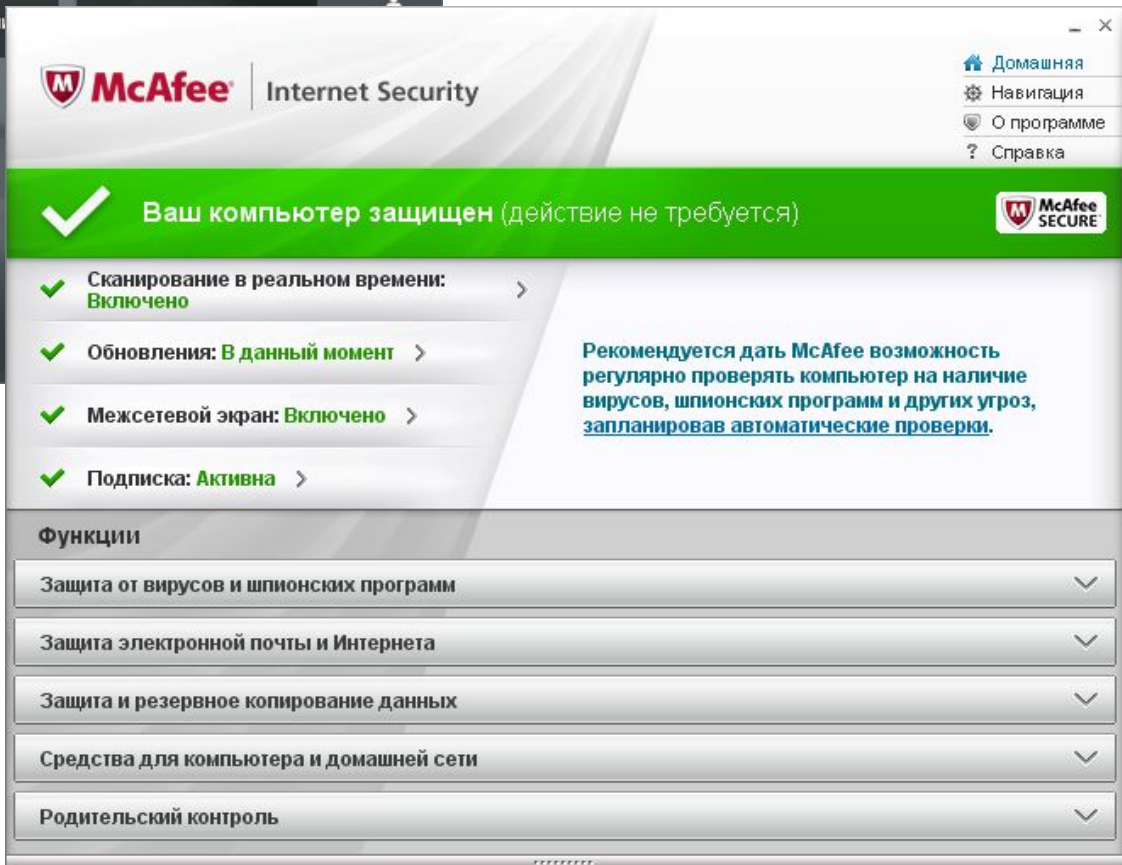 McAfee Internet Security
Домашняя
Навигация
О программе
? Справка
Ваш компьютер защищен (действие не требуется)
McAfee
SECURE
Сканирование в реальном времени:
Включено
Обновления: В данный момент
Межсетевой экран: Включено
Подписка: Активна
Рекомендуется дать McAfee возможность
регулярно проверять компьютер на наличие
вирусов, шпионских программ и других угроз,
запланировав автоматические проверки.
Функции
Защита от вирусов и шпионских программ
Защита электронной почты и Интернета
Защита и резервное копирование данных
Средства для компьютера и домашней сети
Родительский контроль